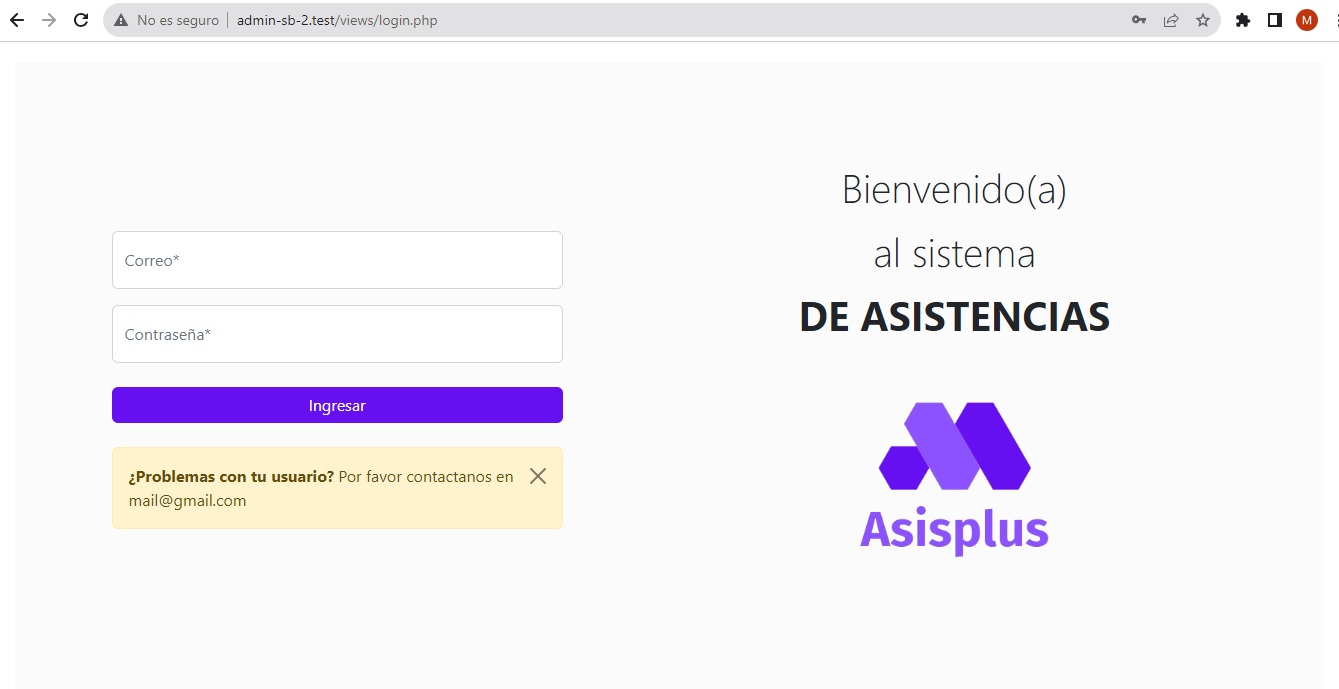 No es seguro
admin-sb-2.test/views/login.php
M
Correo*
Contraseña*
Ingresar
¿Problemas con tu usuario? Por favor contactanos en
mail@gmail.com
Bienvenido(a)
al sistema
DE ASISTENCIAS
Asisplus